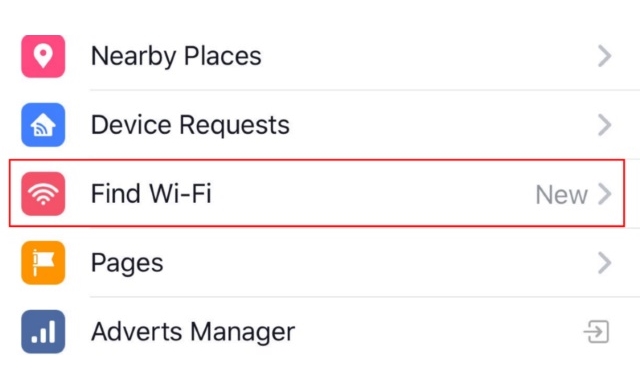 Nearby Places
Device Requests
Find Wi-Fi New
Pages
Adverts Manager